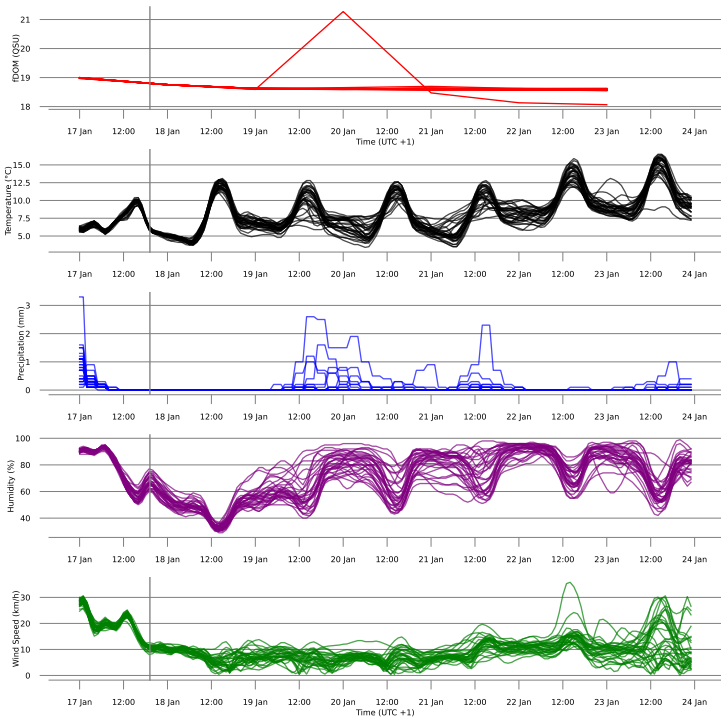 fDOM (QSU)
21
20
19
18
17 Jan 12:00 18 Jan 12:00 19 Jan 12:00 20 Jan 12:00 21 Jan 12:00 22 Jan 12:00 23 Jan 12:00 24 Jan
Time (UTC +1)
Temperature (°C)
15.0
12.5
10.0
7.5
5.0
17 Jan 12:00 18 Jan 12:00 19 Jan 12:00 20 Jan 12:00 21 Jan 12:00 22 Jan 12:00 23 Jan 12:00 24 Jan
Precipitation (mm)
3
2
1
0
17 Jan 12:00 18 Jan 12:00 19 Jan 12:00 20 Jan 12:00 21 Jan 12:00 22 Jan 12:00 23 Jan 12:00 24 Jan
Humidity (%)
100
80
60
40
17 Jan 12:00 18 Jan 12:00 19 Jan 12:00 20 Jan 12:00 21 Jan 12:00 22 Jan 12:00 23 Jan 12:00 24 Jan
Wind Speed (km/h)
30
20
10
0
17 Jan 12:00 18 Jan 12:00 19 Jan 12:00 20 Jan 12:00 21 Jan 12:00 22 Jan 12:00 23 Jan 12:00 24 Jan
Time (UTC +1)